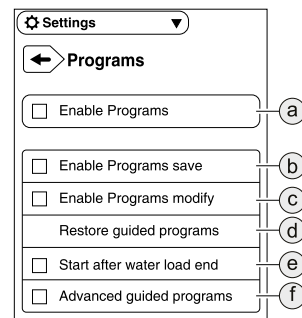 Settings
Programs
Enable Programs a
Enable Programs save b
Enable Programs modify c
Restore guided programs d
Start after water load end e
Advanced guided programs f